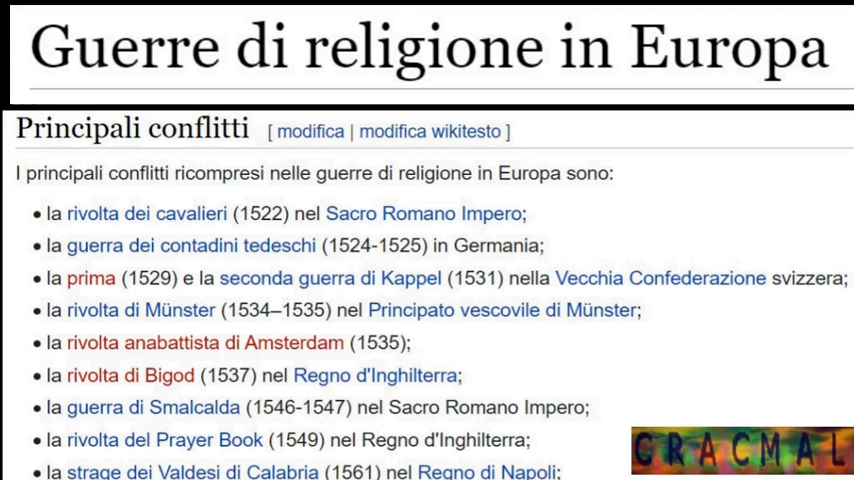 Guerre di religione in Europa
Principali conflitti [ modifica | modifica wikitesto ]
I principali conflitti ricompresi nelle guerre di religione in Europa sono:
• la rivolta dei cavalieri (1522) nel Sacro Romano Impero;
• la guerra dei contadini tedeschi (1524-1525) in Germania;
• la prima (1529) e la seconda guerra di Kappel (1531) nella Vecchia Confederazione svizzera;
• la rivolta di Münster (1534–1535) nel Principato vescovile di Münster;
• la rivolta anabattista di Amsterdam (1535);
• la rivolta di Bigod (1537) nel Regno d'Inghilterra;
• la guerra di Smalcalda (1546-1547) nel Sacro Romano Impero;
• la rivolta del Prayer Book (1549) nel Regno d'Inghilterra;
• la strage dei Valdesi di Calabria (1561) nel Regno di Napoli;
GRACMAL